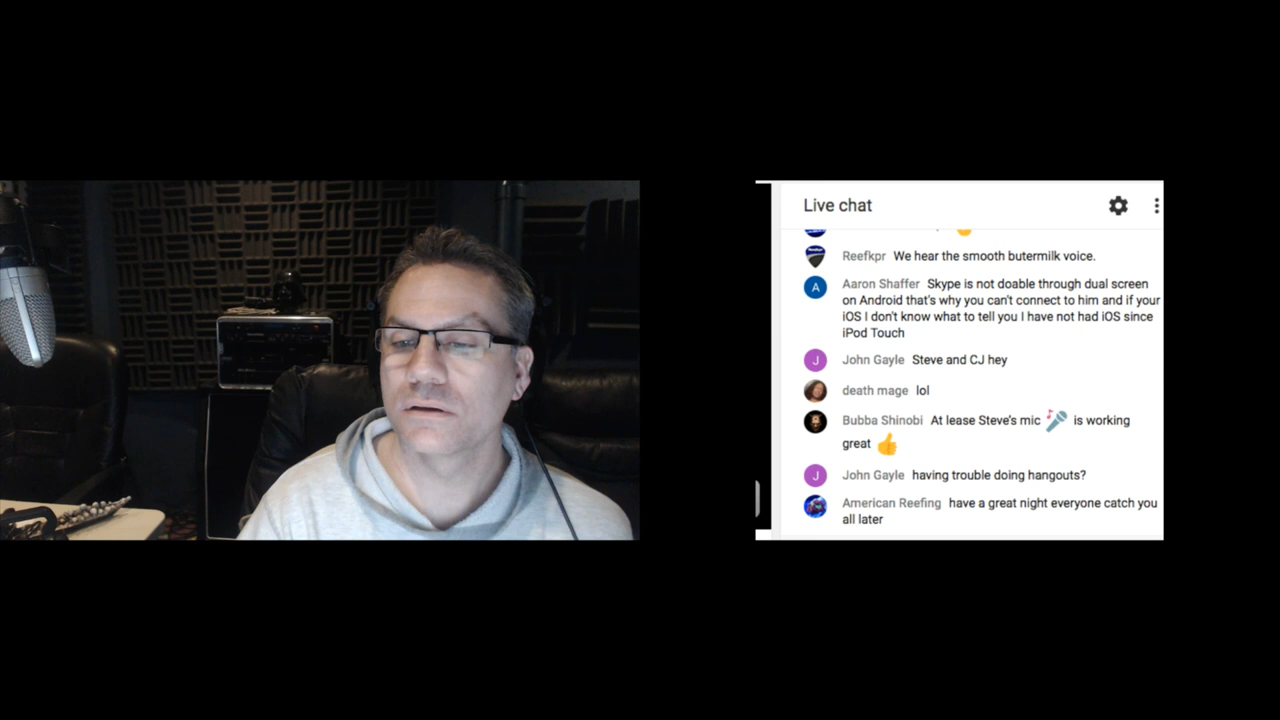 Live chat
Reefkpr We hear the smooth butermilk voice.
A
Aaron Shaffer Skype is not doable through dual screen
on Android that's why you can't connect to him and if your
iOS I don't know what to tell you I have not had iOS since
iPod Touch
J
John Gayle Steve and CJ hey
death mage lol
Bubba Shinobi At lease Steve's mic 🎤 is working
great 👍
J
John Gayle having trouble doing hangouts?
American Reefing have a great night everyone catch you
all later